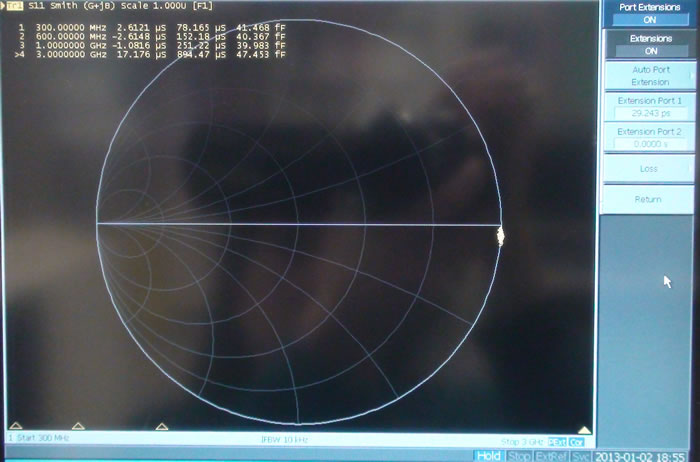 Tr1 S11 Smith (G+jB) Scale 1.000U [F1]
1 300.00000 MHz 2.6121 µS 78.165 µS 41.468 fF
2 600.00000 MHz -2.6148 µS 152.18 µS 40.367 fF
3 1.0000000 GHz -1.0816 µS 251.22 µS 39.983 fF
>4 3.0000000 GHz 17.176 µS 894.47 µS 47.453 fF
Port Extensions
ON
Extensions
ON
Auto Port
Extension
Extension Port 1
29.243 ps
Extension Port 2
0.0000 s
Loss
Return
1 Start 300 MHz IFBW 10 kHz Stop 3 GHz PExt Cor
Hold Stop ExtRef Svc 2013-01-02 18:55